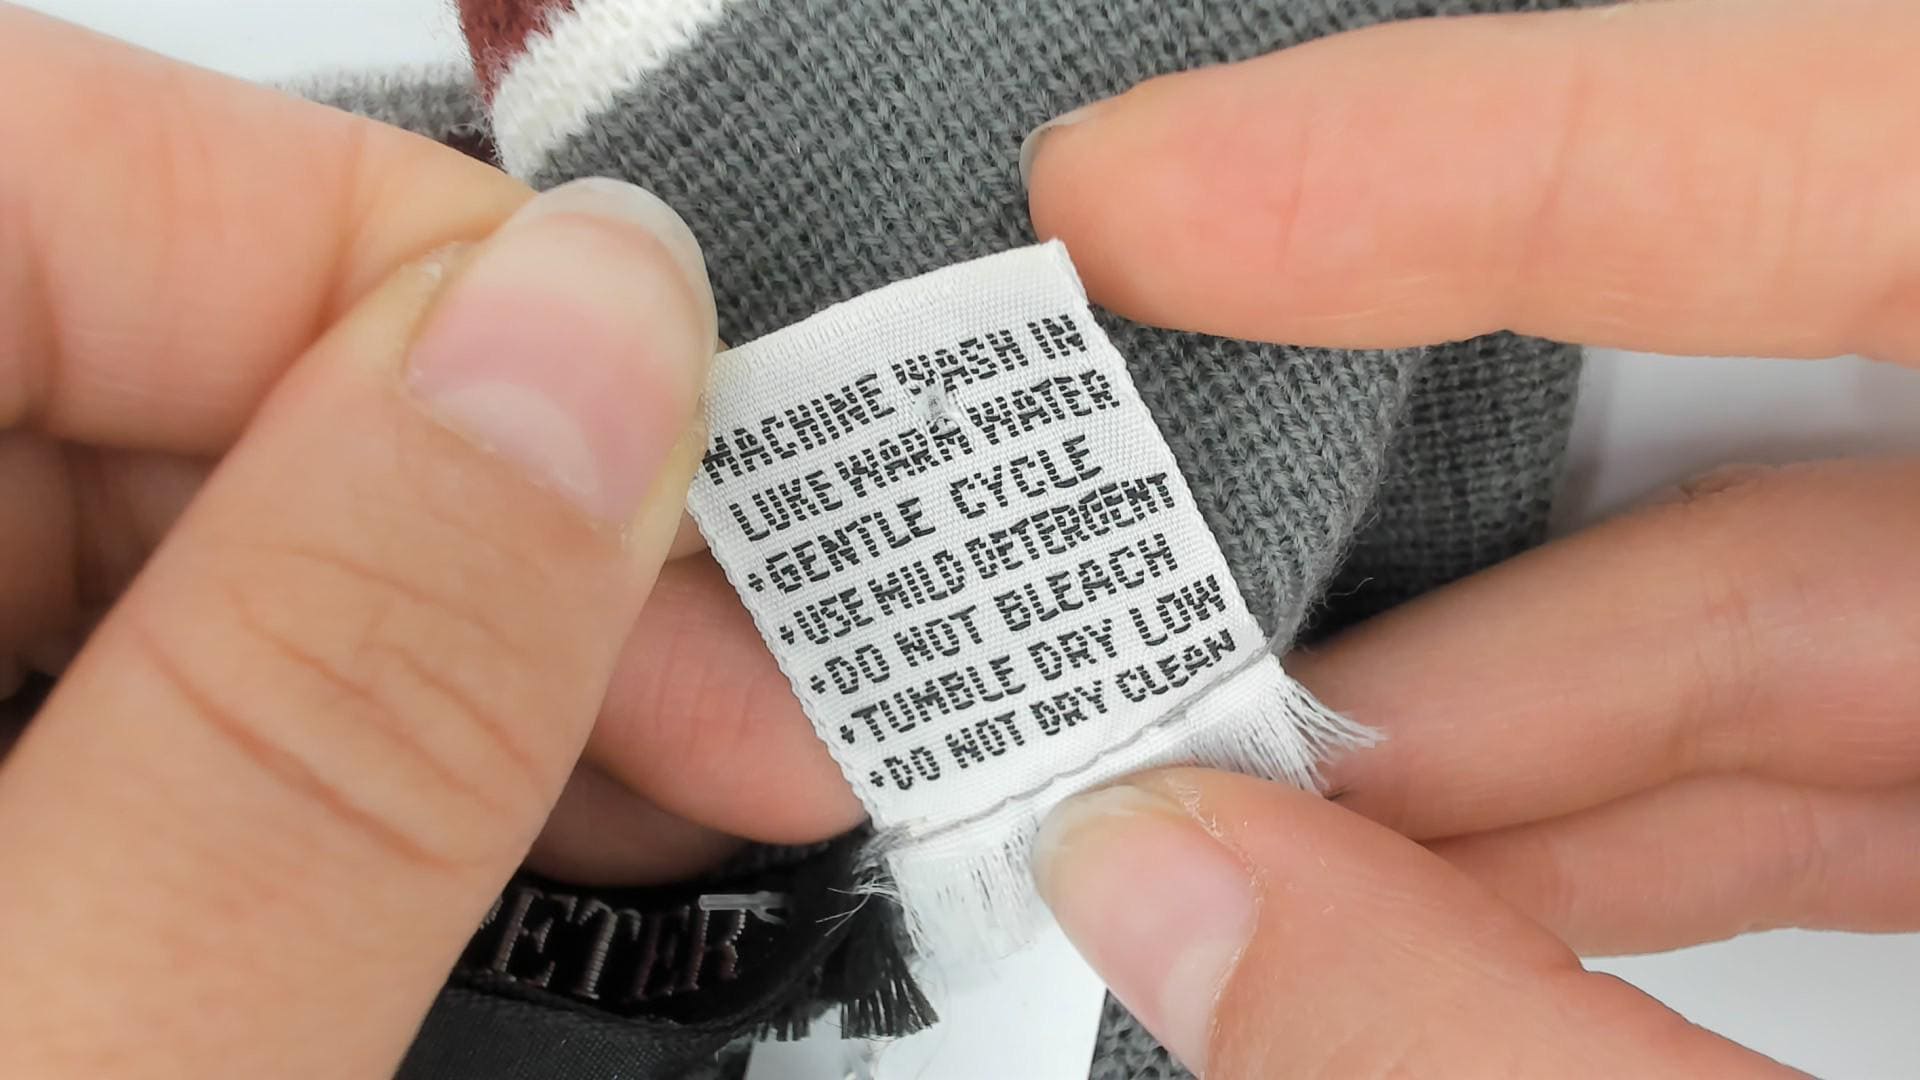 MACHINE WASH IN
LUKE WARM WATER
+GENTLE CYCLE
+USE MILD DETERGENT
+DO NOT BLEACH
+TUMBLE DRY LOW
+DO NOT DRY CLEAN